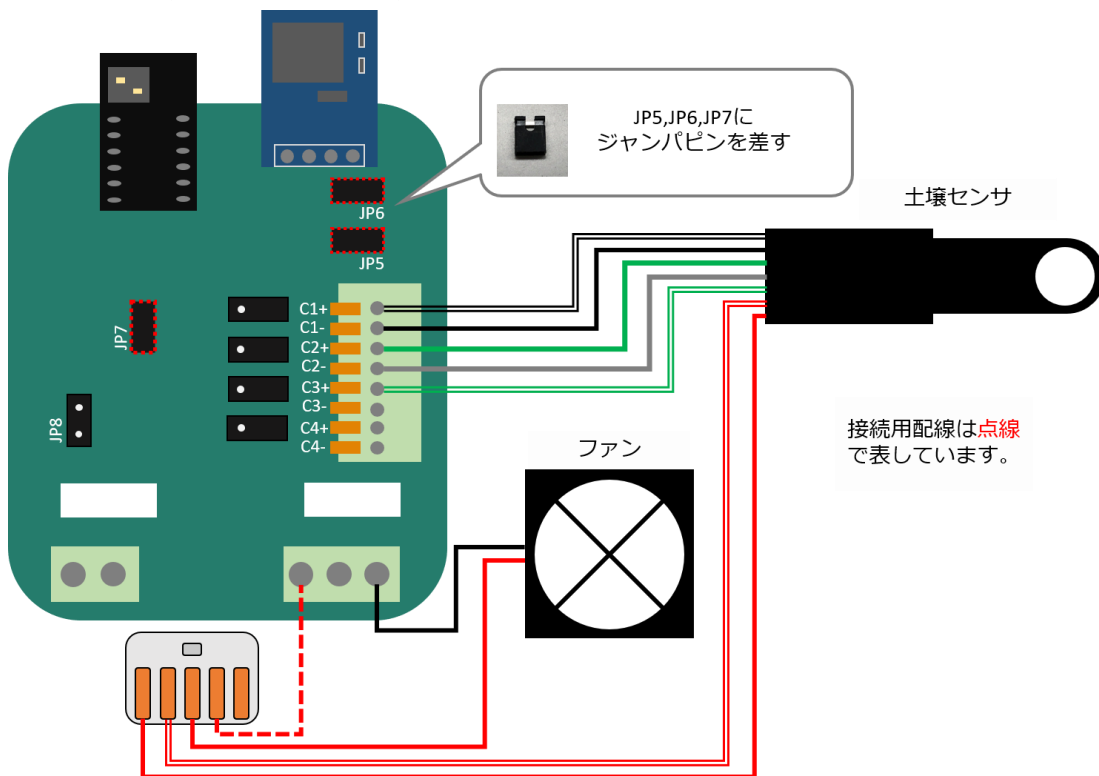 JP5,JP6,JP7に
ジャンパピンを差す
土壌センサ
JP6
JP5
C1+
C1-
C2+
C2-
C3+
C3-
C4+
C4-
JP7
JP8
接続用配線は点線
で表しています。
ファン